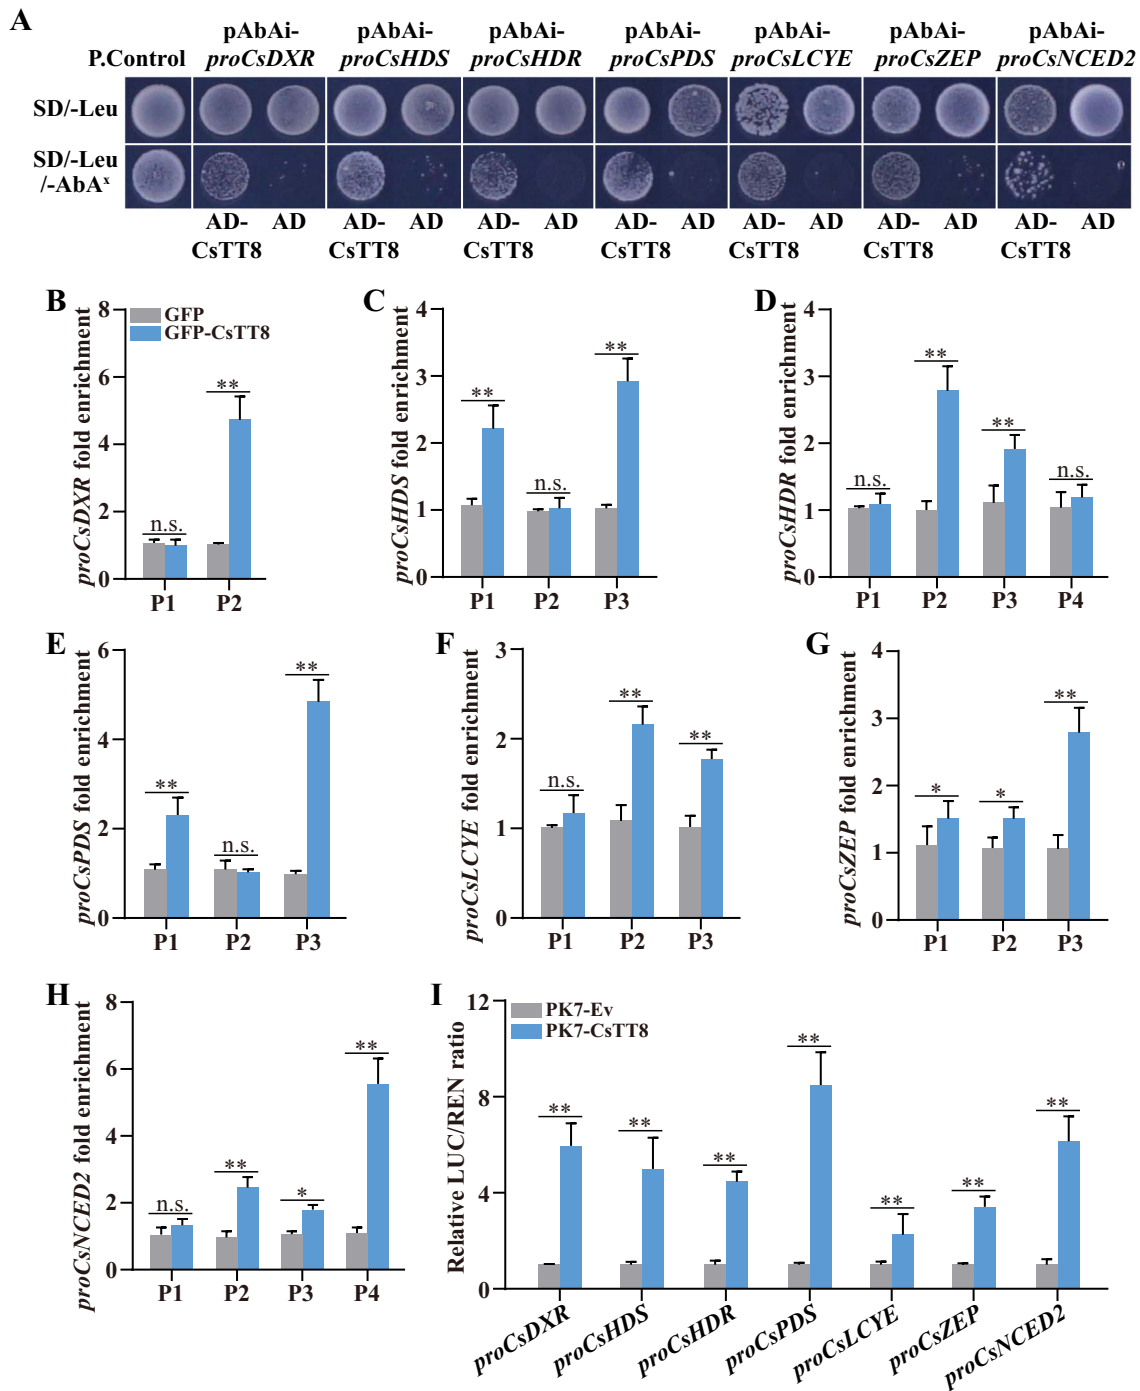 A
pAbAi- pAbAi- pAbAi- pAbAi- pAbAi- pAbAi- pAbAi-
P.Control proCsDXR proCsHDS proCsHDR proCsPDS proCsLCYE proCsZEP proCsNCED2
SD/-Leu
SD/-Leu
/-AbAˣ
AD- AD AD- AD AD- AD AD- AD AD- AD AD- AD AD- AD
CsTT8 CsTT8 CsTT8 CsTT8 CsTT8 CsTT8 CsTT8
B
proCsDXR fold enrichment
8
6
4
2
0
GFP
GFP-CsTT8
n.s.
**
P1 P2
C
proCsHDS fold enrichment
4
3
2
1
0
**
n.s.
**
P1 P2 P3
D
proCsHDR fold enrichment
4
3
2
1
0
n.s.
**
**
n.s.
P1 P2 P3 P4
E
proCsPDS fold enrichment
6
4
2
0
**
n.s.
**
P1 P2 P3
F
proCsLCYE fold enrichment
3
2
1
0
n.s.
**
**
P1 P2 P3
G
proCsZEP fold enrichment
4
3
2
1
0
*
*
**
P1 P2 P3
H
proCsNCED2 fold enrichment
8
6
4
2
0
n.s.
**
*
**
P1 P2 P3 P4
I
Relative LUC/REN ratio
12
8
4
0
PK7-Ev
PK7-CsTT8
**
**
**
**
**
**
**
proCsDXR
proCsHDS
proCsHDR
proCsPDS
proCsLCYE
proCsZEP
proCsNCED2